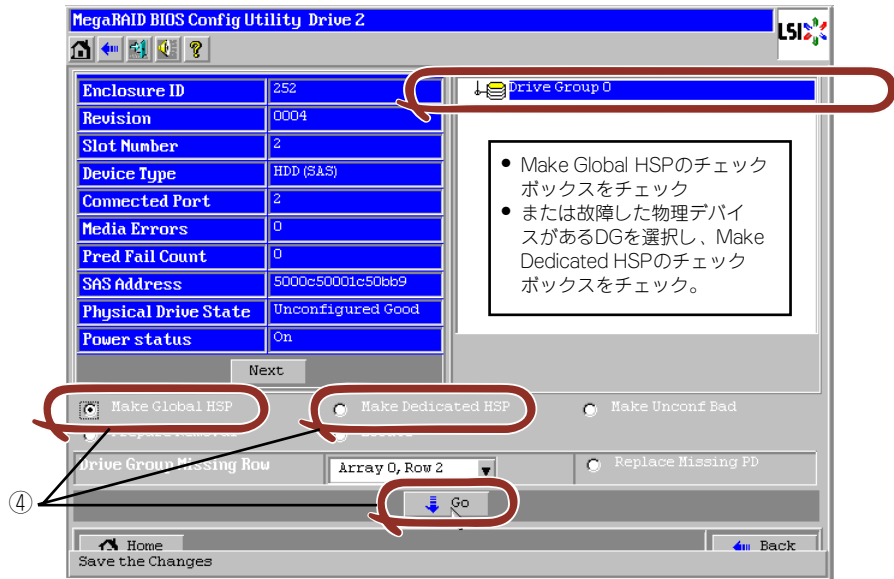 MegaRAID BIOS Config Utility Drive 2
LSI
Enclosure ID 252
Revision 0004
Slot Number 2
Device Type HDD (SAS)
Connected Port 2
Media Errors 0
Pred Fail Count 0
SAS Address 5000c50001c50bb9
Physical Drive State Unconfigured Good
Power status On
Next
Drive Group 0
• Make Global HSPのチェック
ボックスをチェック
• または故障した物理デバイ
スがあるDGを選択し、Make
Dedicated HSPのチェック
ボックスをチェック。
Make Global HSP
Make Dedicated HSP
Make Unconf Bad
Drive Group Missing Row
Array 0, Row 2
Replace Missing PD
④
Go
Home
Back
Save the Changes